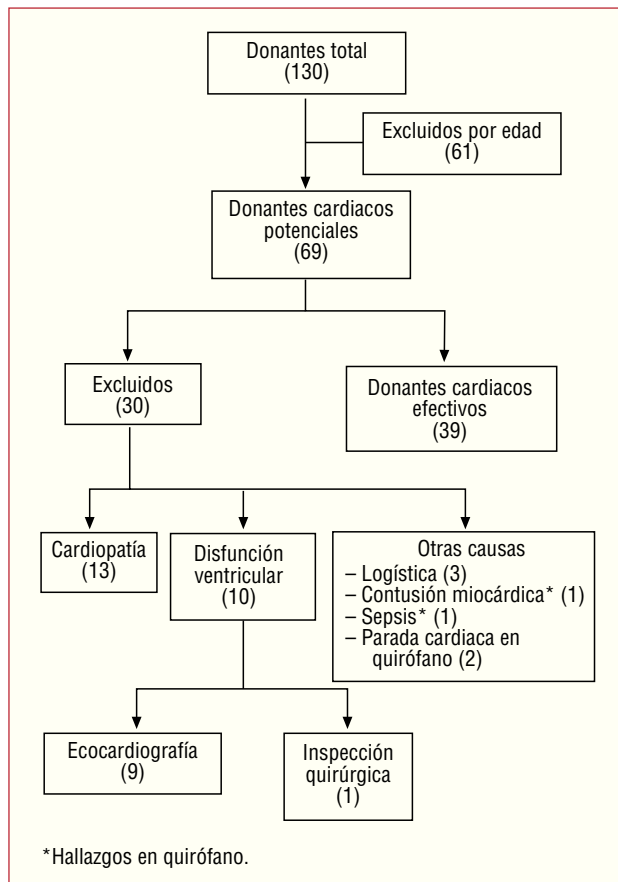 Donantes total
(130)
Excluidos por edad
(61)
Donantes cardiacos
potenciales
(69)
Excluidos
(30)
Donantes cardiacos
efectivos
(39)
Cardiopatía
(13)
Disfunción
ventricular
(10)
Otras causas
– Logística (3)
– Contusión miocárdica* (1)
– Sepsis* (1)
– Parada cardiaca en
quirófano (2)
Ecocardiografía
(9)
Inspección
quirúrgica
(1)
*Hallazgos en quirófano.